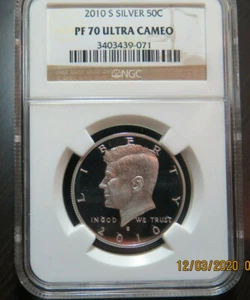 2010 S SILVER 50C
PF 70 ULTRA CAMEO
3403439-071
NGC
LIBERTY
IN GOD WE TRUST
S
2010
12/03/2020 0